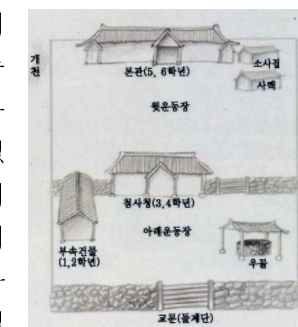 개천
본관(5, 6학년)
소사집
사택
윗운동장
첨사청(3,4학년)
아래운동장
부속건물
(1,2학년)
우물
교문(돌계단)